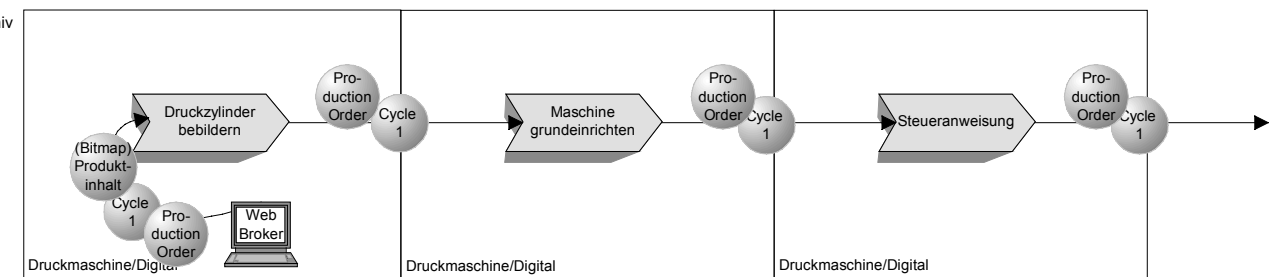 iv
Druckzylinder
bebildern
Pro-
duction
Order
Cycle
1
Maschine
grundeinrichten
Pro-
duction
Order
Cycle
1
Steueranweisung
Pro-
duction
Order
Cycle
1
(Bitmap)
Produkt-
inhalt
Cycle
1
Pro-
duction
Order
Web
Broker
Druckmaschine/Digital
Druckmaschine/Digital
Druckmaschine/Digital